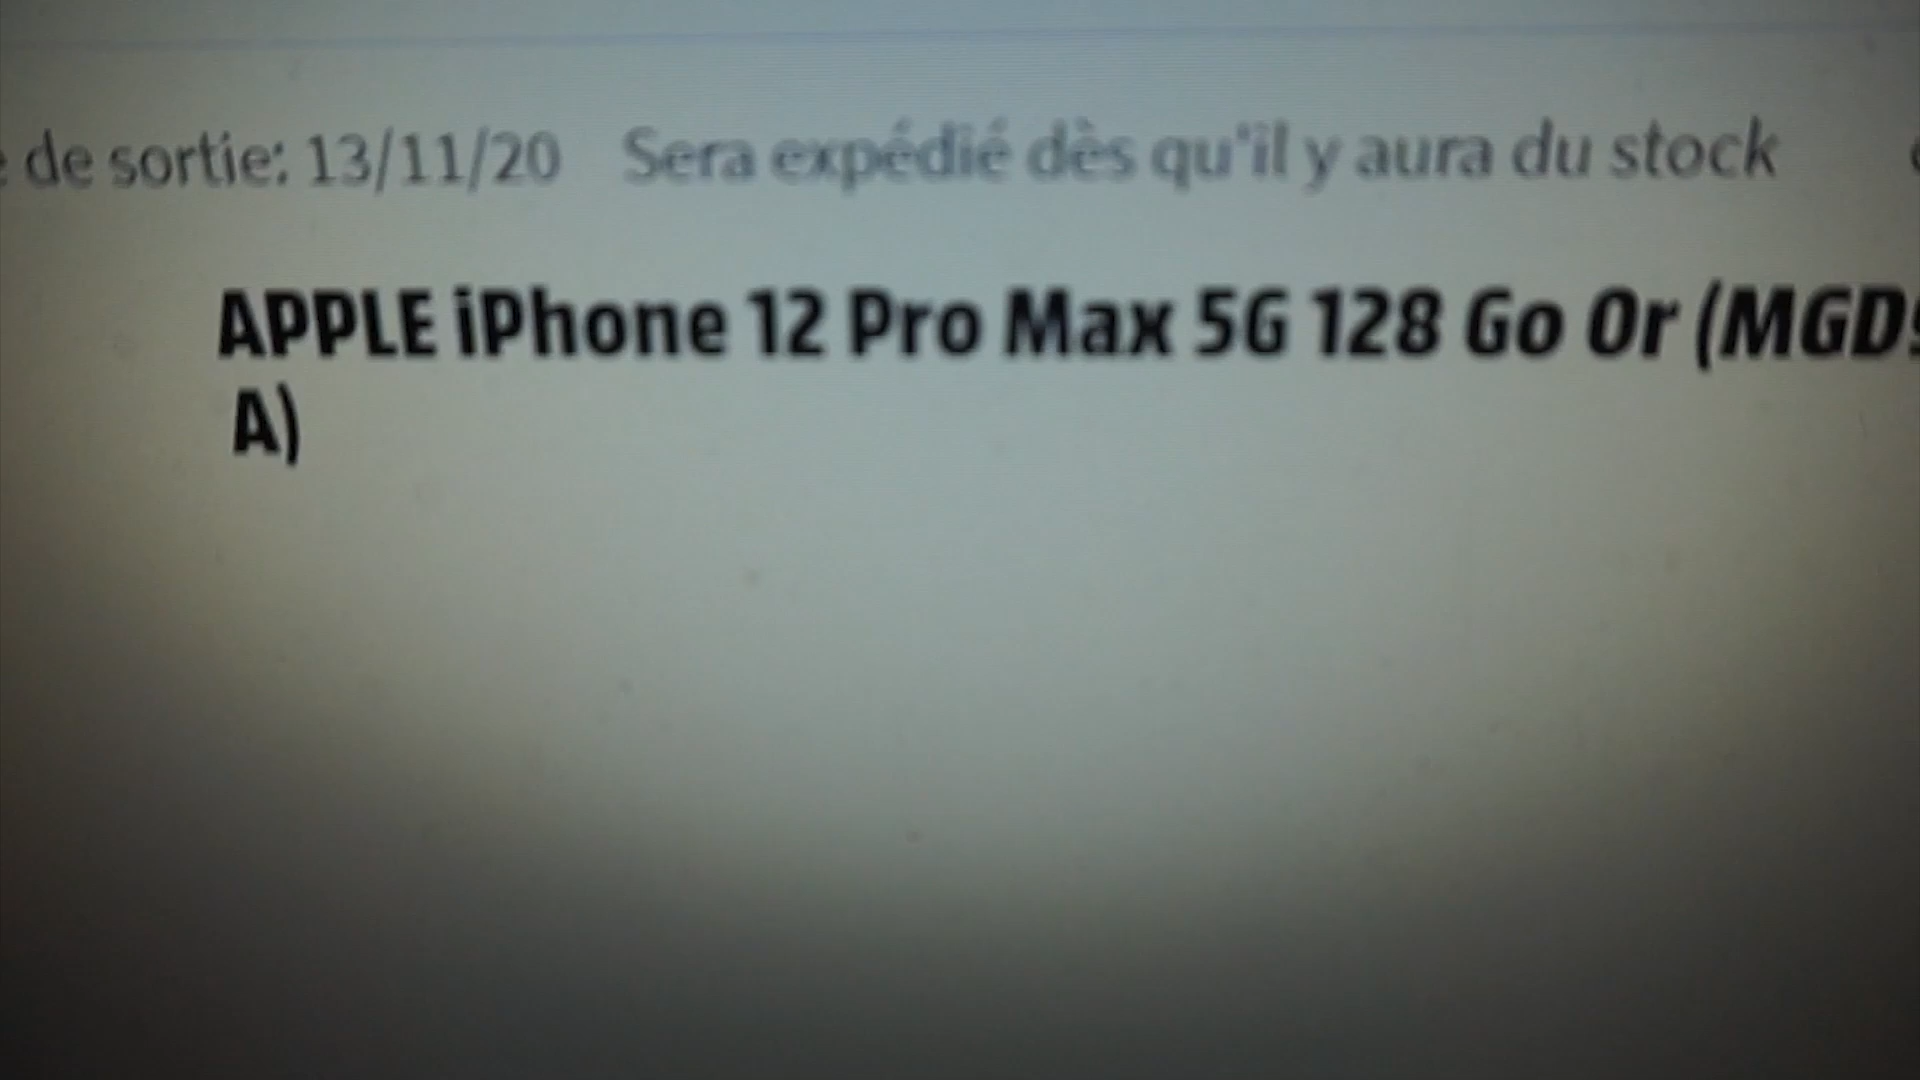 de sortie: 13/11/20 Sera expédié dès qu'il y aura du stock
APPLE iPhone 12 Pro Max 5G 128 Go Or (MGD
A)